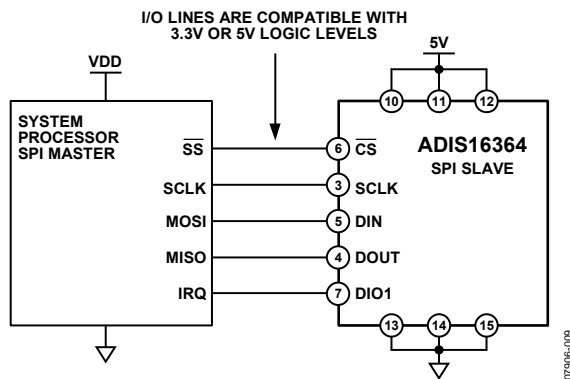 I/O LINES ARE COMPATIBLE WITH
3.3V OR 5V LOGIC LEVELS
VDD
5V
10 11 12
SYSTEM
PROCESSOR
SPI MASTER
ADIS16364
SPI SLAVE
SS 6 CS
SCLK 3 SCLK
MOSI 5 DIN
MISO 4 DOUT
IRQ 7 DIO1
13 14 15
07906-009